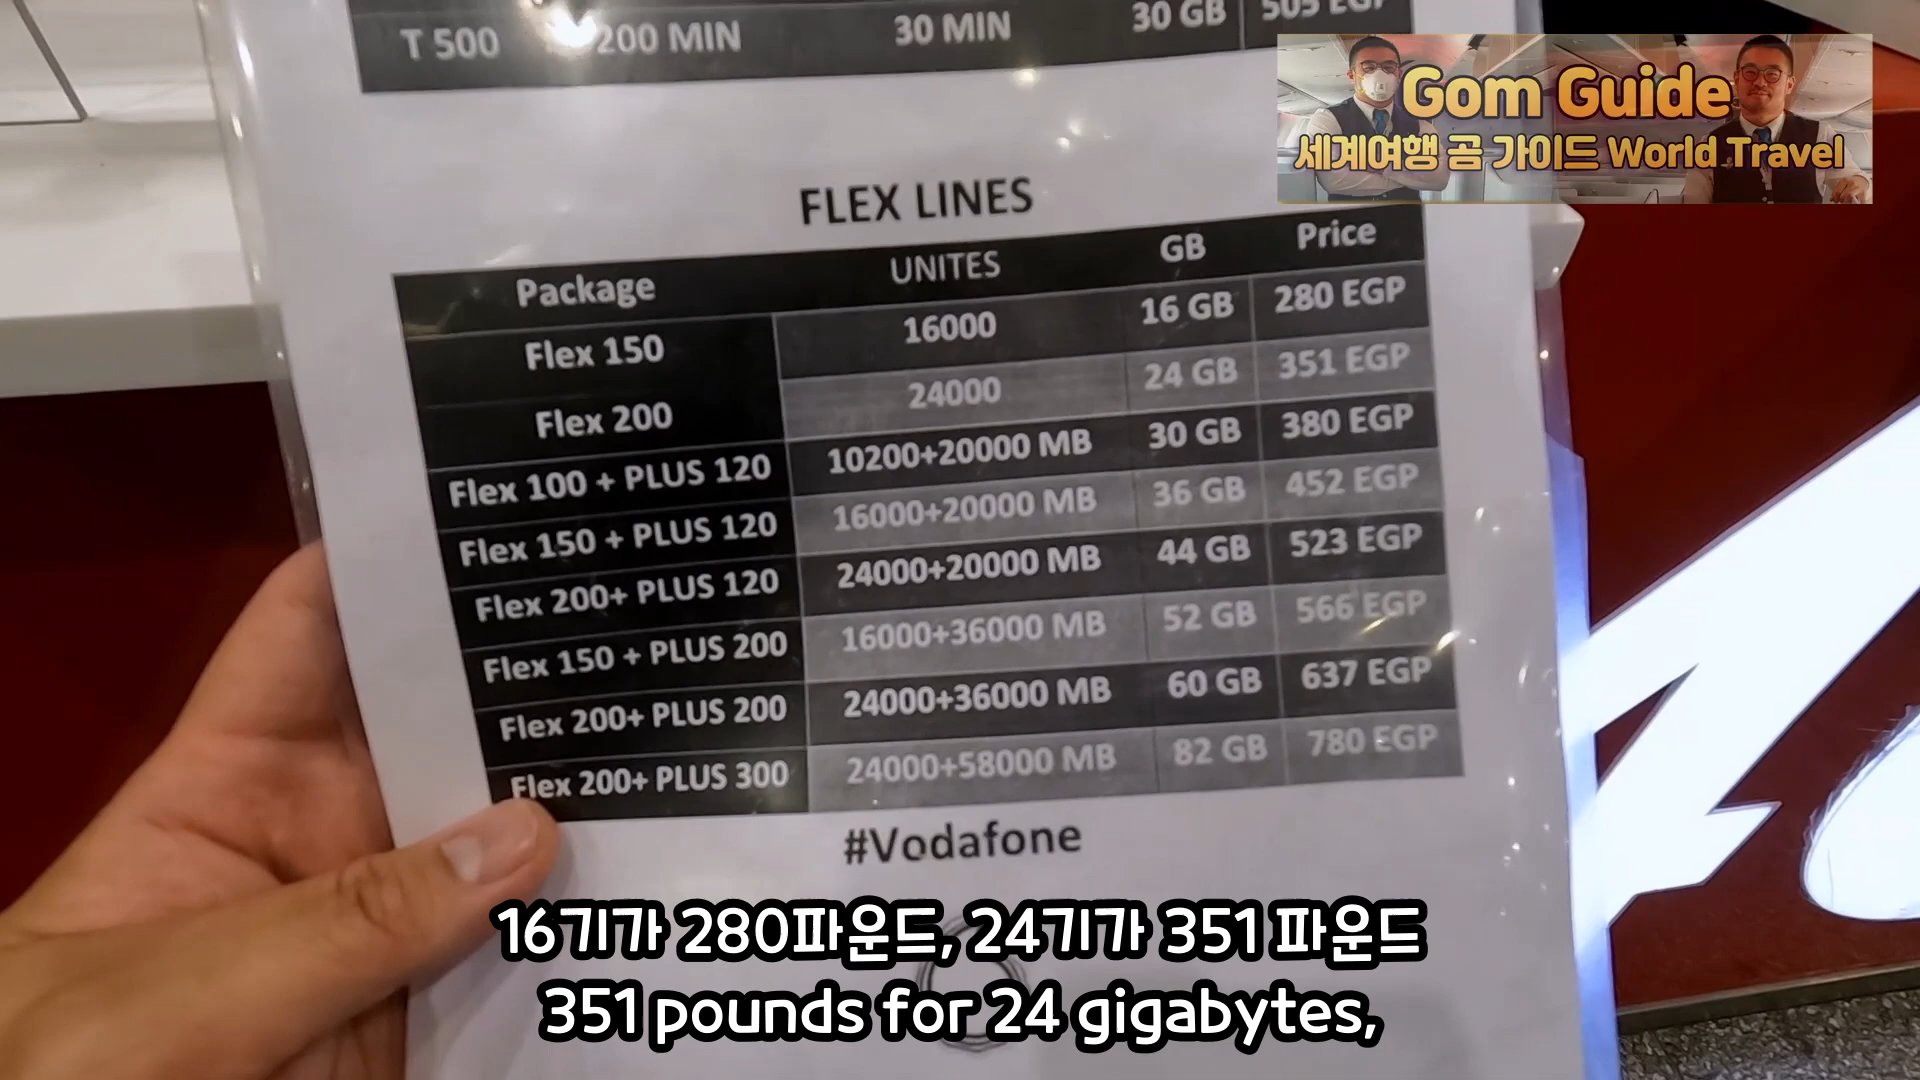 T 500 200 MIN 30 MIN 30 GB 505 EGP
Gom Guide
세계여행 곰 가이드 World Travel
FLEX LINES
Package UNITES GB Price
Flex 150 16000 16 GB 280 EGP
Flex 200 24000 24 GB 351 EGP
Flex 100 + PLUS 120 10200+20000 MB 30 GB 380 EGP
Flex 150 + PLUS 120 16000+20000 MB 36 GB 452 EGP
Flex 200+ PLUS 120 24000+20000 MB 44 GB 523 EGP
Flex 150 + PLUS 200 16000+36000 MB 52 GB 566 EGP
Flex 200+ PLUS 200 24000+36000 MB 60 GB 637 EGP
Flex 200+ PLUS 300 24000+58000 MB 82 GB 780 EGP
#Vodafone
16기가 280파운드, 24기가 351 파운드
351 pounds for 24 gigabytes,